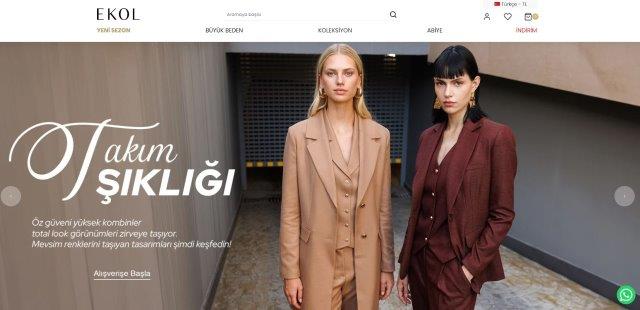 Türkçe - TL
EKOL
Aramaya başla
YENİ SEZON
BÜYÜK BEDEN
KOLEKSİYON
ABİYE
İNDİRİM
Takım
ŞIKLIĞI
Öz güveni yüksek kombinler
total look görünümleri zirveye taşıyor.
Mevsim renklerini taşıyan tasarımları şimdi keşfedin!
Alışverişe Başla